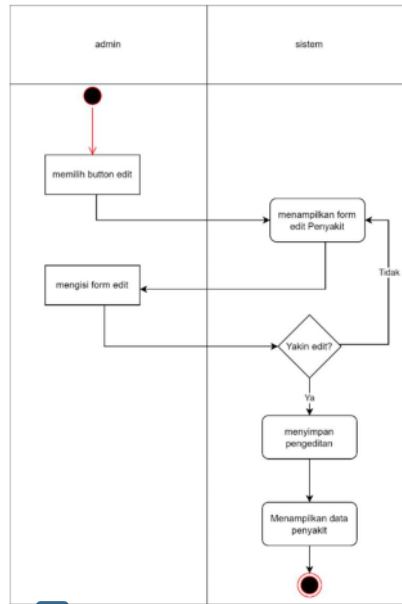 admin
sistem
memilih button edit
menampilkan form
edit Penyakit
Tidak
mengisi form edit
Yakin edit?
Ya
menyimpan
pengeditan
Menampilkan data
penyakit